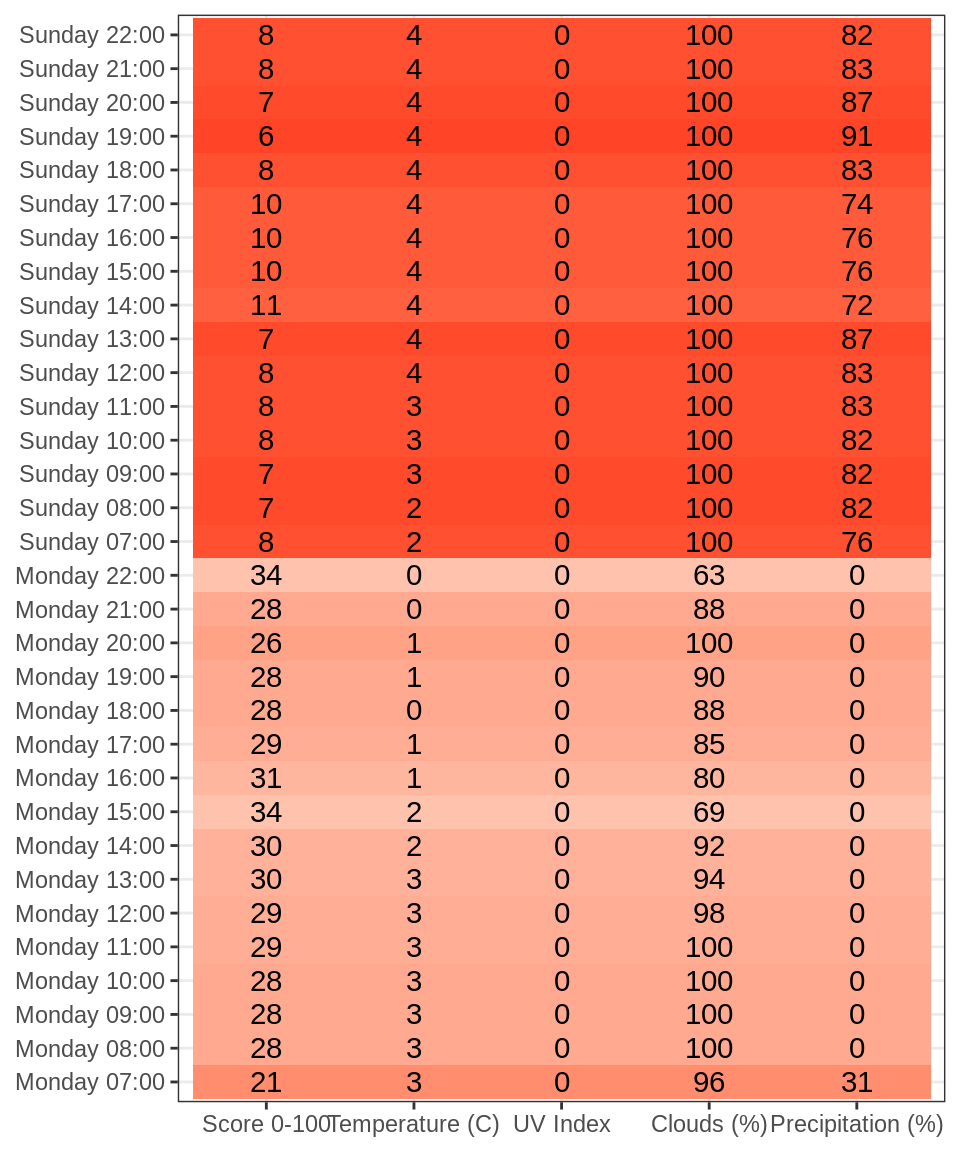 Sunday 22:00 8 4 0 100 82
Sunday 21:00 8 4 0 100 83
Sunday 20:00 7 4 0 100 87
Sunday 19:00 6 4 0 100 91
Sunday 18:00 8 4 0 100 83
Sunday 17:00 10 4 0 100 74
Sunday 16:00 10 4 0 100 76
Sunday 15:00 10 4 0 100 76
Sunday 14:00 11 4 0 100 72
Sunday 13:00 7 4 0 100 87
Sunday 12:00 8 4 0 100 83
Sunday 11:00 8 3 0 100 83
Sunday 10:00 8 3 0 100 82
Sunday 09:00 7 3 0 100 82
Sunday 08:00 7 2 0 100 82
Sunday 07:00 8 2 0 100 76
Monday 22:00 34 0 0 63 0
Monday 21:00 28 0 0 88 0
Monday 20:00 26 1 0 100 0
Monday 19:00 28 1 0 90 0
Monday 18:00 28 0 0 88 0
Monday 17:00 29 1 0 85 0
Monday 16:00 31 1 0 80 0
Monday 15:00 34 2 0 69 0
Monday 14:00 30 2 0 92 0
Monday 13:00 30 3 0 94 0
Monday 12:00 29 3 0 98 0
Monday 11:00 29 3 0 100 0
Monday 10:00 28 3 0 100 0
Monday 09:00 28 3 0 100 0
Monday 08:00 28 3 0 100 0
Monday 07:00 21 3 0 96 31
Score 0-100 Temperature (C) UV Index Clouds (%) Precipitation (%)